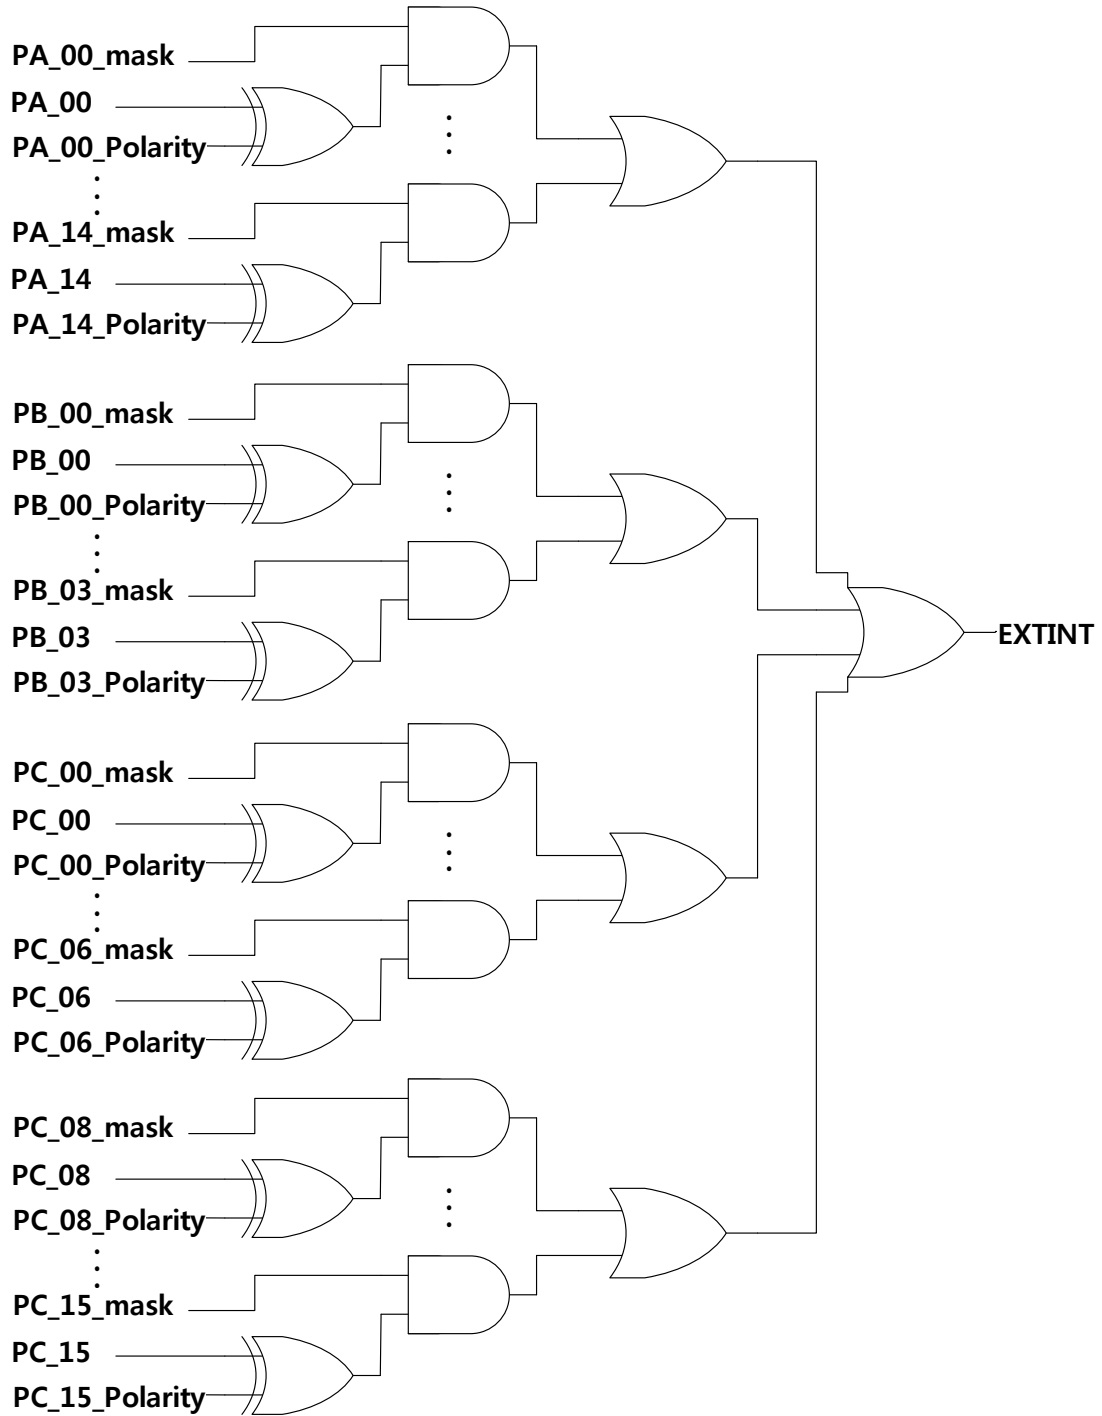 PA_00_mask
PA_00
PA_00_Polarity
PA_14_mask
PA_14
PA_14_Polarity
PB_00_mask
PB_00
PB_00_Polarity
PB_03_mask
PB_03
PB_03_Polarity
PC_00_mask
PC_00
PC_00_Polarity
PC_06_mask
PC_06
PC_06_Polarity
PC_08_mask
PC_08
PC_08_Polarity
PC_15_mask
PC_15
PC_15_Polarity
EXTINT